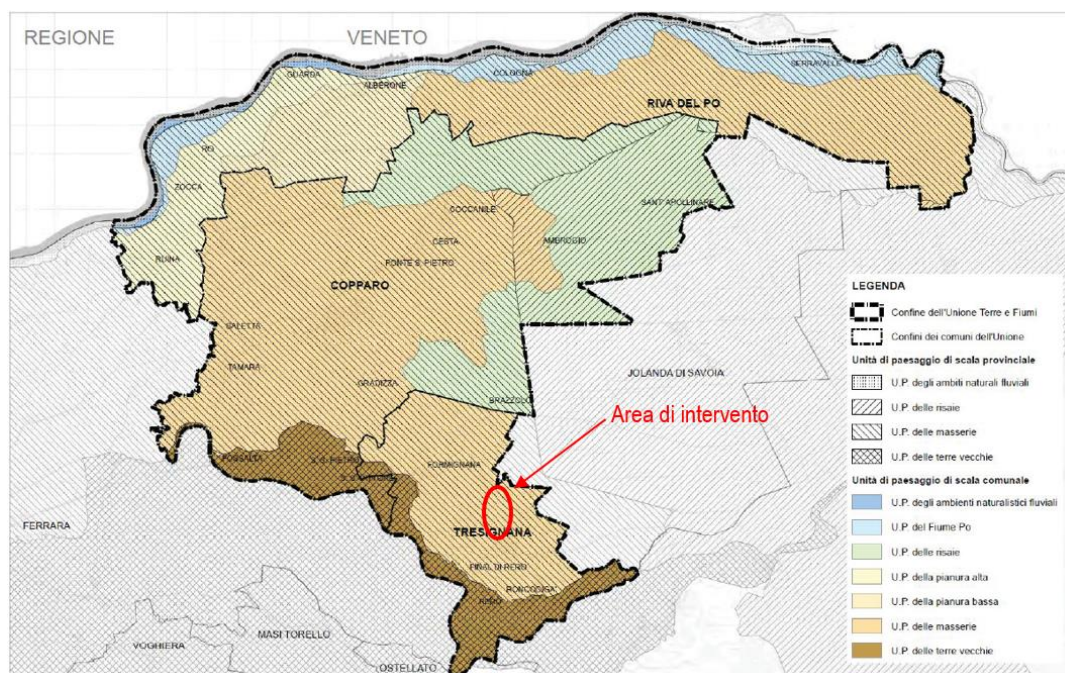 REGIONE VENETO
GUARDA
ALBERONE
COLOGNA
SERRAVALLE
RIVA DEL PO
RO
ZOCCA
COCCANILE
SANT' APOLLINARE
CESTA
AMBROGIO
RUINA
PONTE S. PIETRO
COPPARO
SALETTA
TAMARA
GRADIZZA
BRAZZOLO
JOLANDA DI SAVOIA
Area di intervento
FOSSALTA
FORMIGNANA
FERRARA
TRESIGNANA
FINAL DI RERO
RONCODIGA
MASI TORELLO
VOGHIERA
OSTELLATO
LEGENDA
Confine dell'Unione Terre e Fiumi
Confini dei comuni dell'Unione
Unità di paesaggio di scala provinciale
U.P. degli ambiti naturali fluviali
U.P. delle risaie
U.P. delle masserie
U.P. delle terre vecchie
Unità di paesaggio di scala comunale
U.P. degli ambienti naturalistici fluviali
U.P. del Fiume Po
U.P. delle risaie
U.P. della pianura alta
U.P. della pianura bassa
U.P. delle masserie
U.P. delle terre vecchie